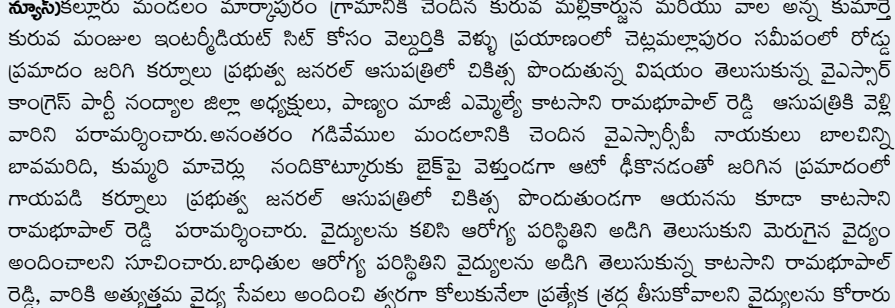 న్యూస్)కల్లూరు మండలం మార్కాపురం గ్రామానికి చెందిన కురువ మల్లికార్జున మరియు వాల అన్న కుమార్తె
కురువ మంజుల ఇంటర్మీడియట్ సిట్ కోసం వెల్దుర్తికి వెళ్ళు ప్రయాణంలో చెట్లమల్లాపురం సమీపంలో రోడ్డు
ప్రమాదం జరిగి కర్నూలు ప్రభుత్వ జనరల్ ఆసుపత్రిలో చికిత్స పొందుతున్న విషయం తెలుసుకున్న వైఎస్సార్
కాంగ్రెస్ పార్టీ నంద్యాల జిల్లా అధ్యక్షులు, పాణ్యం మాజీ ఎమ్మెల్యే కాటసాని రామభూపాల్ రెడ్డి ఆసుపత్రికి వెళ్లి
వారిని పరామర్శించారు.అనంతరం గడివేముల మండలానికి చెందిన వైఎస్సార్సీపీ నాయకులు బాలచిన్ని
బావమరిది, కుమ్మరి మాచెర్లు నందికొట్కూరుకు బైక్‌పై వెళ్తుండగా ఆటో ఢీకొనడంతో జరిగిన ప్రమాదంలో
గాయపడి కర్నూలు ప్రభుత్వ జనరల్ ఆసుపత్రిలో చికిత్స పొందుతుండగా ఆయనను కూడా కాటసాని
రామభూపాల్ రెడ్డి పరామర్శించారు. వైద్యులను కలిసి ఆరోగ్య పరిస్థితిని అడిగి తెలుసుకుని మెరుగైన వైద్యం
అందించాలని సూచించారు.బాధితుల ఆరోగ్య పరిస్థితిని వైద్యులను అడిగి తెలుసుకున్న కాటసాని రామభూపాల్
రెడ్డి, వారికి అత్యుత్తమ వైద్య సేవలు అందించి త్వరగా కోలుకునేలా ప్రత్యేక శ్రద్ధ తీసుకోవాలని వైద్యులను కోరారు